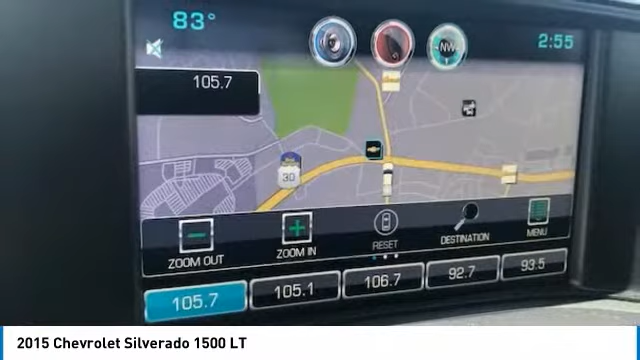 83°
NW
2:55
105.7
30
ZOOM OUT
ZOOM IN
RESET
DESTINATION
MENU
105.7
105.1
106.7
92.7
93.5
2015 Chevrolet Silverado 1500 LT